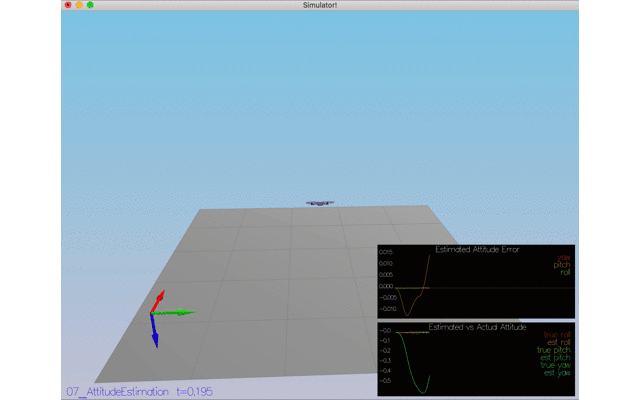 Simulator!
Estimated Attitude Error
0.015
0.010
0.005
0.000
−0.005
−0.010
yaw
pitch
roll
Estimated vs Actual Attitude
−0.0
−0.1
−0.2
−0.3
−0.4
−0.5
true roll
est roll
true pitch
est pitch
true yaw
est yaw
07_AttitudeEstimation t=0.195